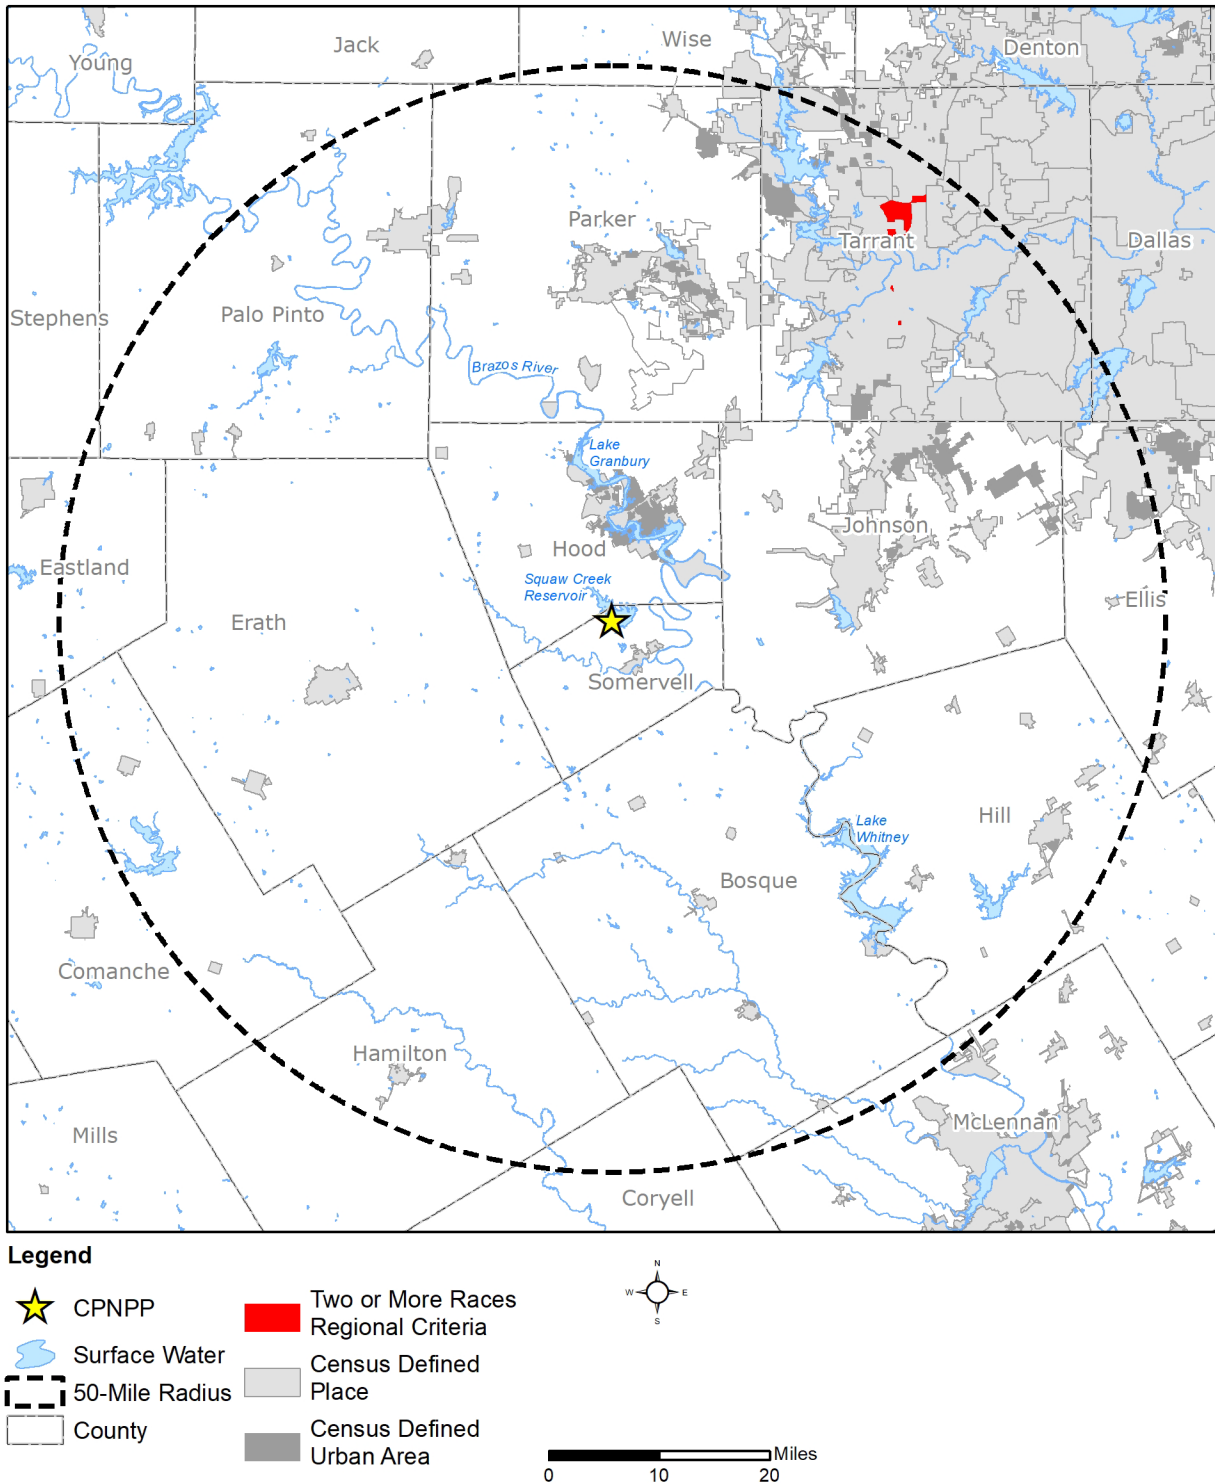 Jack
Wise
Denton
Young
Parker
Tarrant
Dallas
Stephens
Palo Pinto
Brazos River
Lake
Granbury
Johnson
Hood
Eastland
Squaw Creek
Reservoir
Ellis
Erath
Somervell
Hill
Lake
Whitney
Bosque
Comanche
Hamilton
McLennan
Mills
Coryell
Legend
CPNPP
Surface Water
50-Mile Radius
County
Two or More Races
Regional Criteria
Census Defined
Place
Census Defined
Urban Area
N
W
E
S
Miles
0
10
20